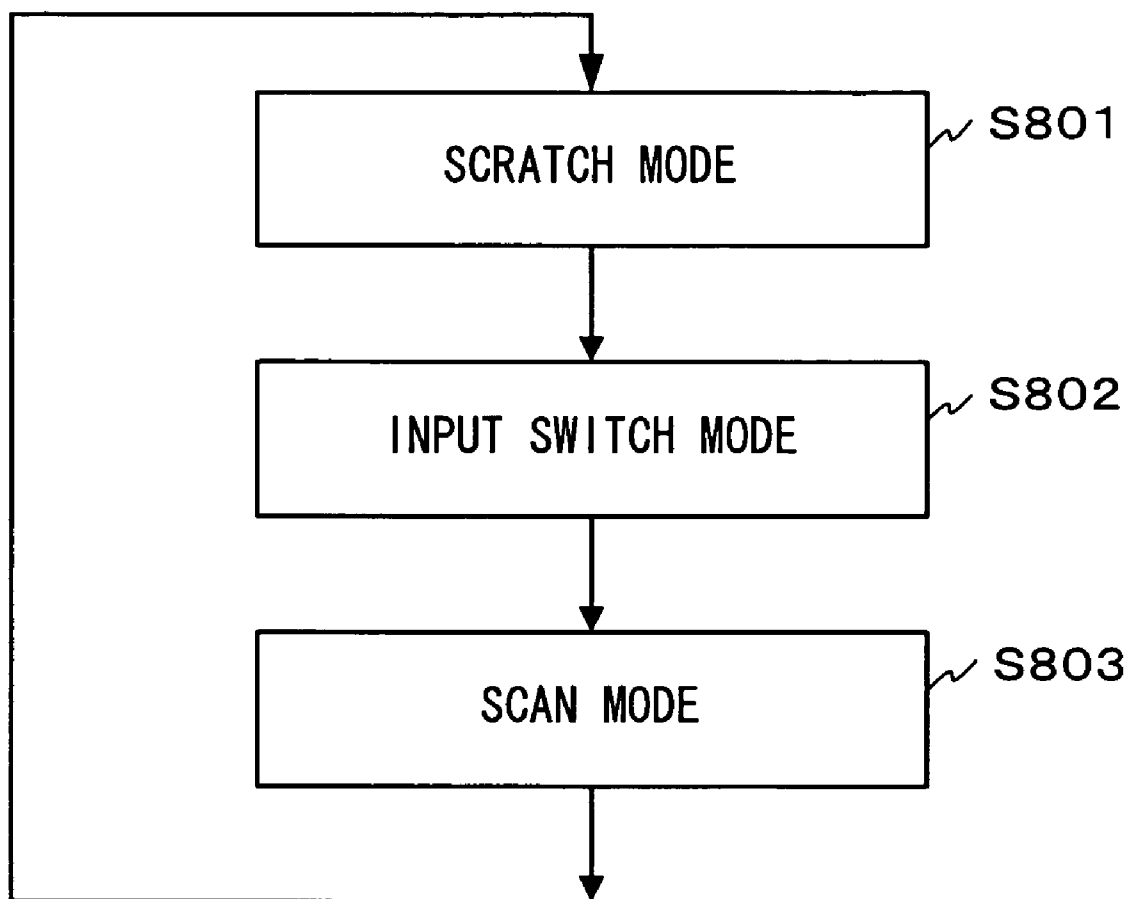 SCRATCH MODE
S801
INPUT SWITCH MODE
S802
SCAN MODE
S803